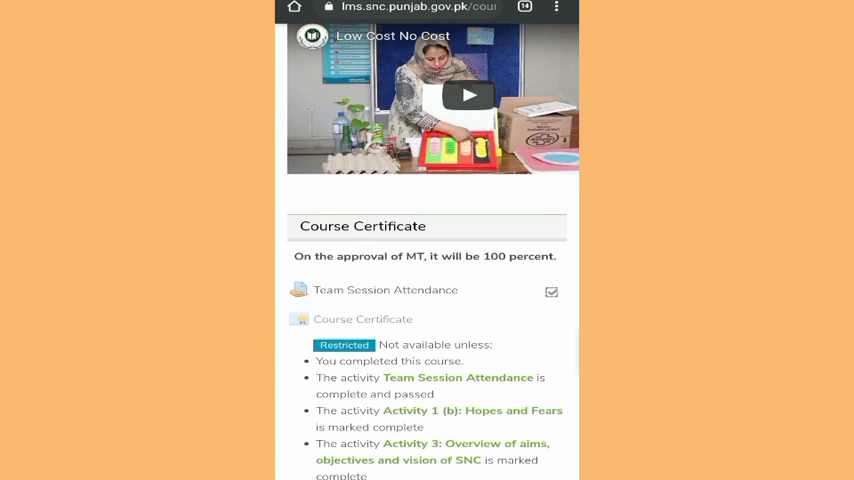 lms.snc.punjab.gov.pk/cour
14
Low Cost No Cost
Course Certificate
On the approval of MT, it will be 100 percent.
Team Session Attendance
Course Certificate
Restricted Not available unless:
• You completed this course.
• The activity Team Session Attendance is
complete and passed
• The activity Activity 1 (b): Hopes and Fears
is marked complete
• The activity Activity 3: Overview of aims,
objectives and vision of SNC is marked
complete